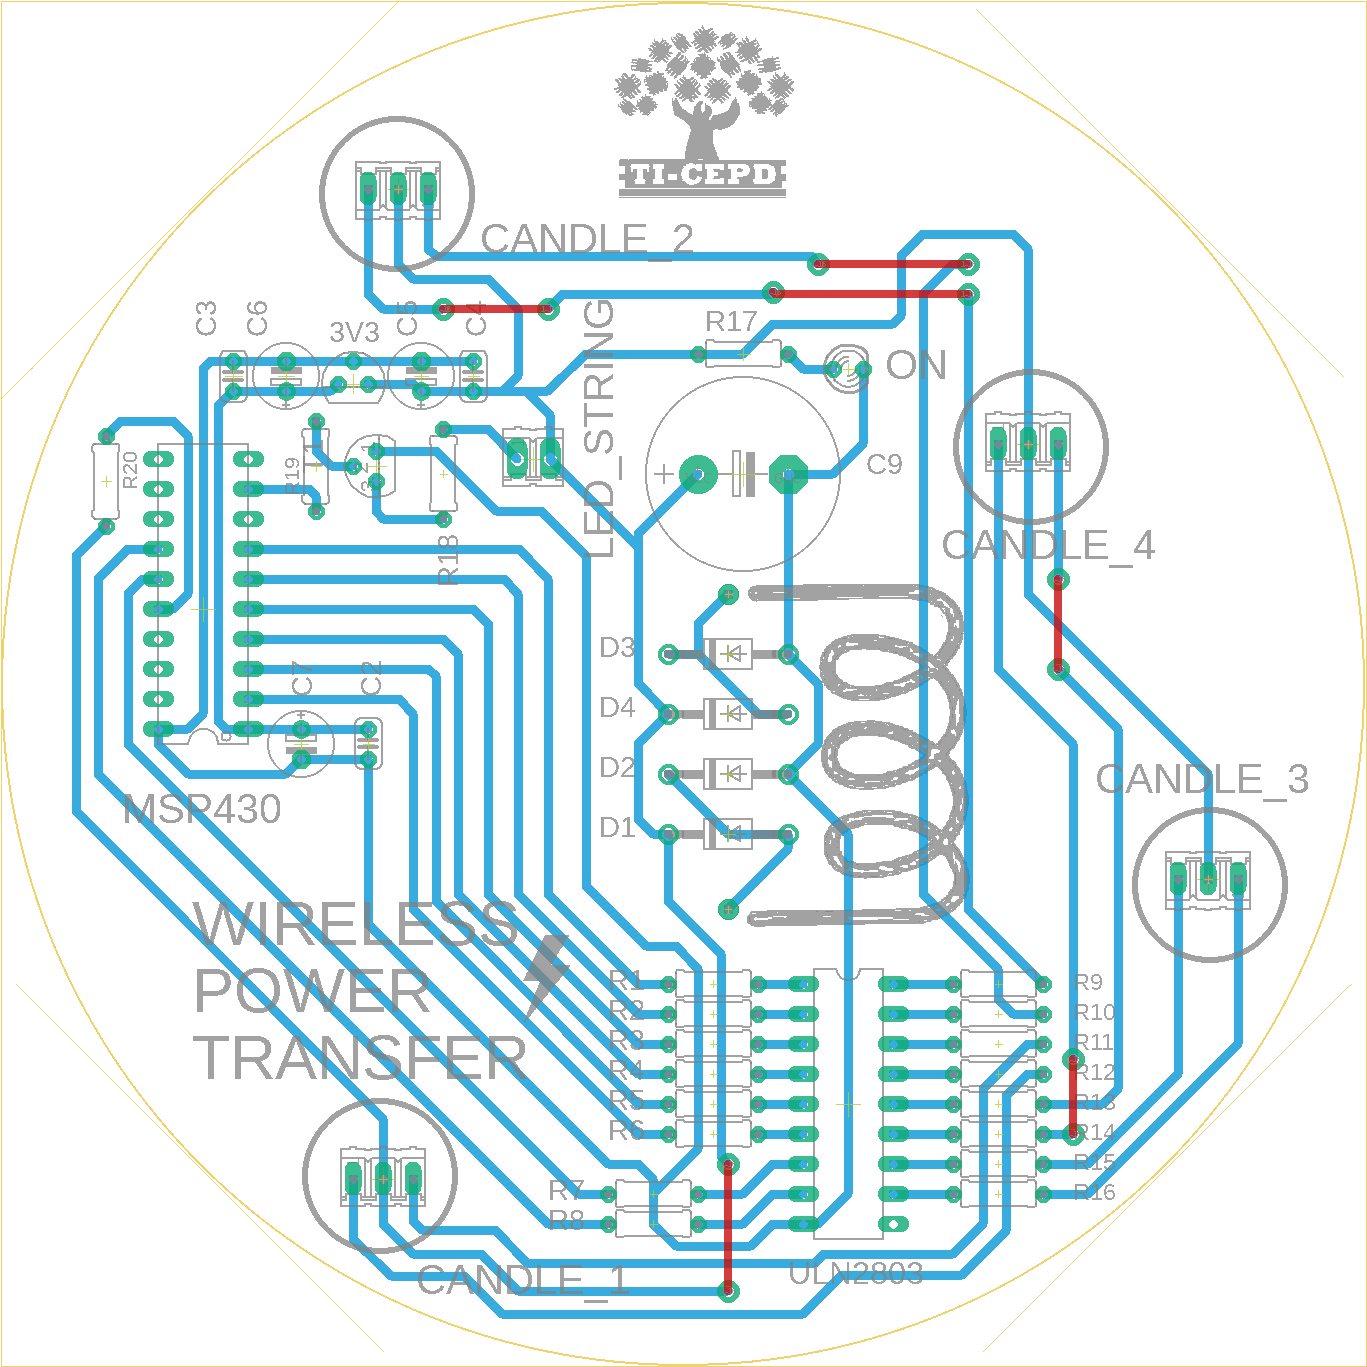 TI-CEPD
CANDLE_2
C3
C6
3V3
C5
C4
LED_STRING
R17
ON
R20
R19
R18
C9
CANDLE_4
D3
C7
C2
D4
D2
CANDLE_3
MSP430
D1
WIRELESS
POWER
TRANSFER
R1
R2
R3
R4
R5
R6
R7
R8
R9
R10
R11
R12
R13
R14
R15
R16
CANDLE_1
ULN2803